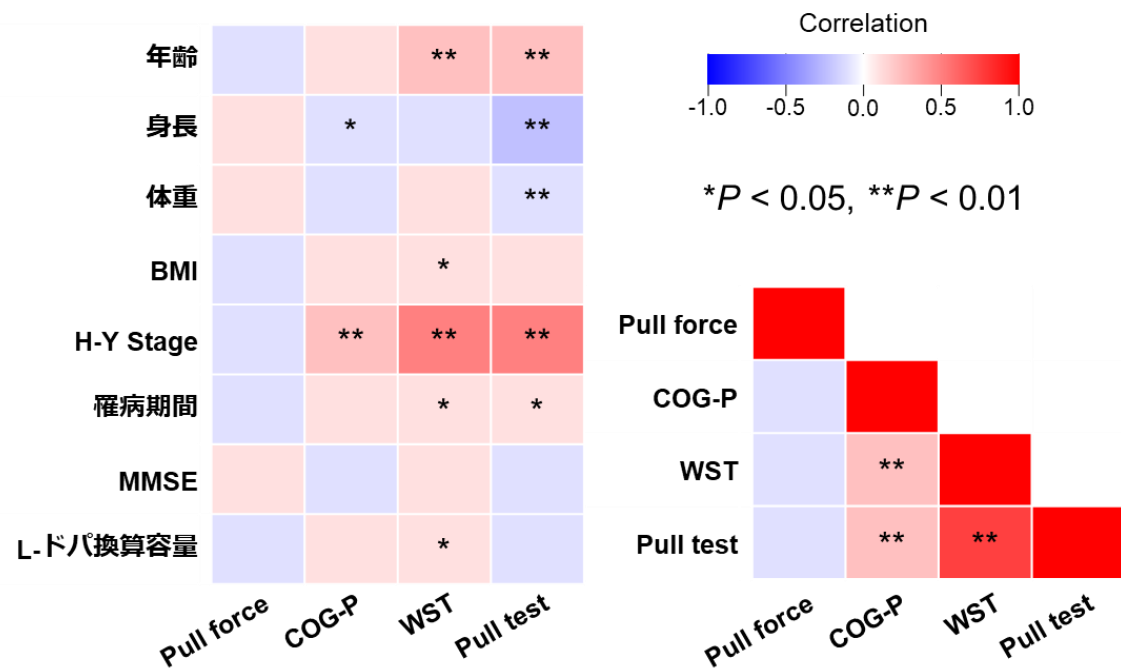 Correlation
-1.0 -0.5 0.0 0.5 1.0
*P < 0.05, **P < 0.01
年齢 ** **
身長 * **
体重 **
BMI *
H-Y Stage ** ** **
罹病期間 * *
MMSE
L-ドパ換算容量 *
Pull force COG-P WST Pull test
Pull force
COG-P
WST **
Pull test ** **
Pull force COG-P WST Pull test